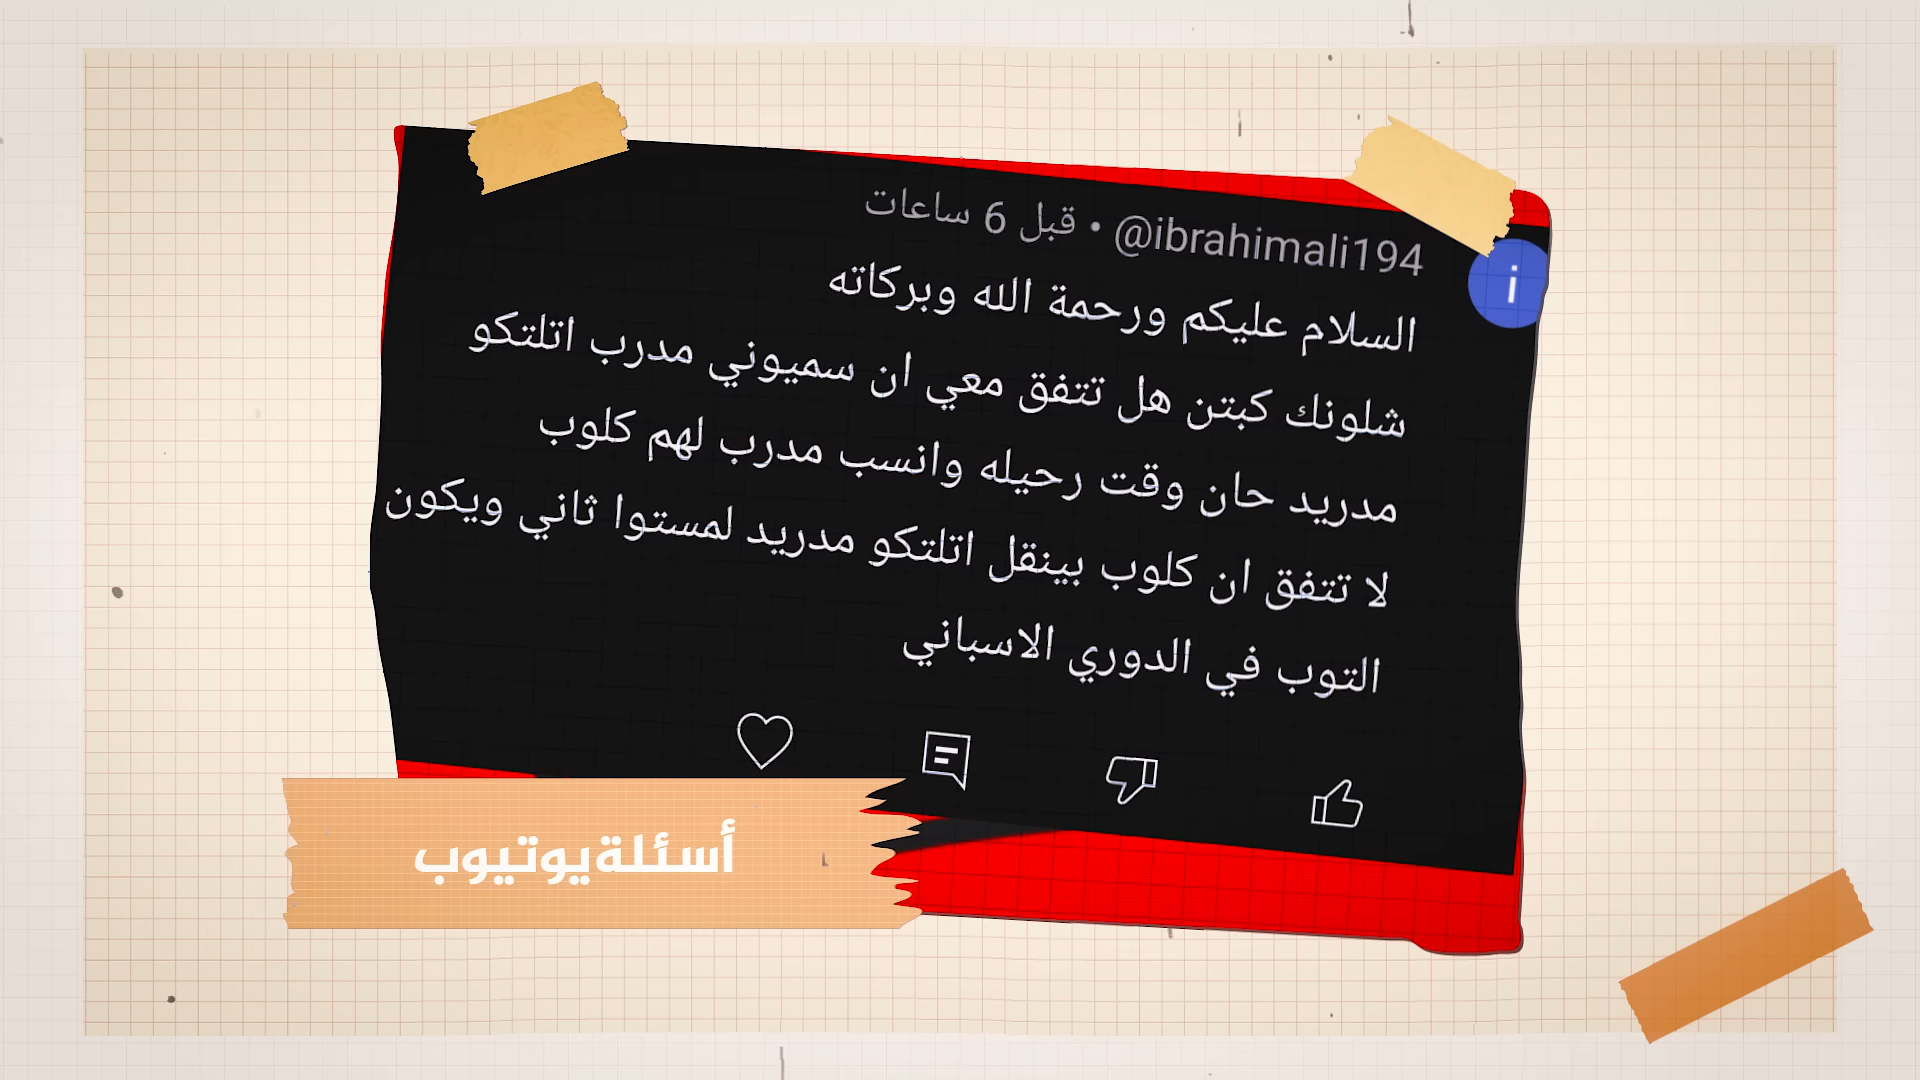 @ibrahimali194 • قبل 6 ساعات
i
السلام عليكم ورحمة الله وبركاته
شلونك كبتن هل تتفق معي ان سميوني مدرب اتلتكو
مدريد حان وقت رحيله وانسب مدرب لهم كلوب
لا تتفق ان كلوب بينقل اتلتكو مدريد لمستوا ثاني ويكون
التوب في الدوري الاسباني
أسئلة يوتيوب